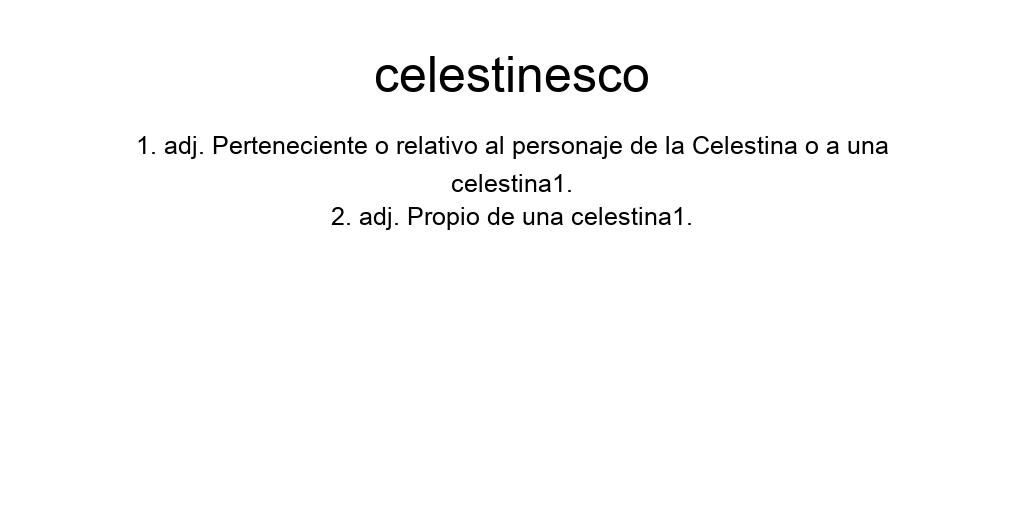 celestinesco
1. adj. Perteneciente o relativo al personaje de la Celestina o a una
celestina1.
2. adj. Propio de una celestina1.